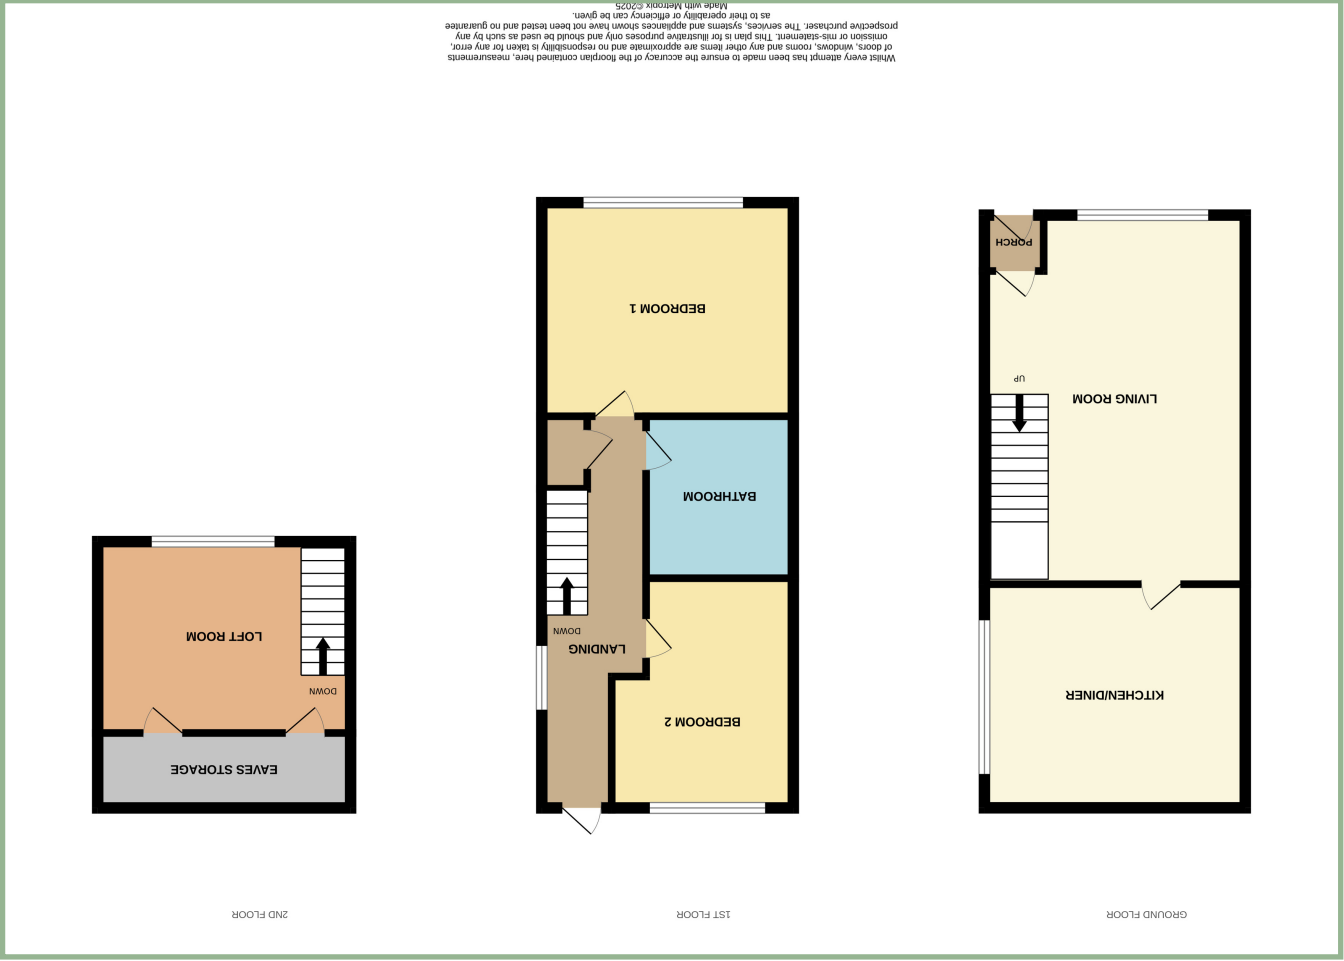 GROUND FLOOR
1ST FLOOR
2ND FLOOR
KITCHEN/DINER
LIVING ROOM
UP
PORCH
BEDROOM 2
LANDING
DOWN
BATHROOM
BEDROOM 1
EAVES STORAGE
DOWN
LOFT ROOM
Whilst every attempt has been made to ensure the accuracy of the floorplan contained here, measurements
of doors, windows, rooms and any other items are approximate and no responsibility is taken for any error,
omission or mis-statement. This plan is for illustrative purposes only and should be used as such by any
prospective purchaser. The services, systems and appliances shown have not been tested and no guarantee
as to their operability or efficiency can be given.
Made with Metropix ©2025